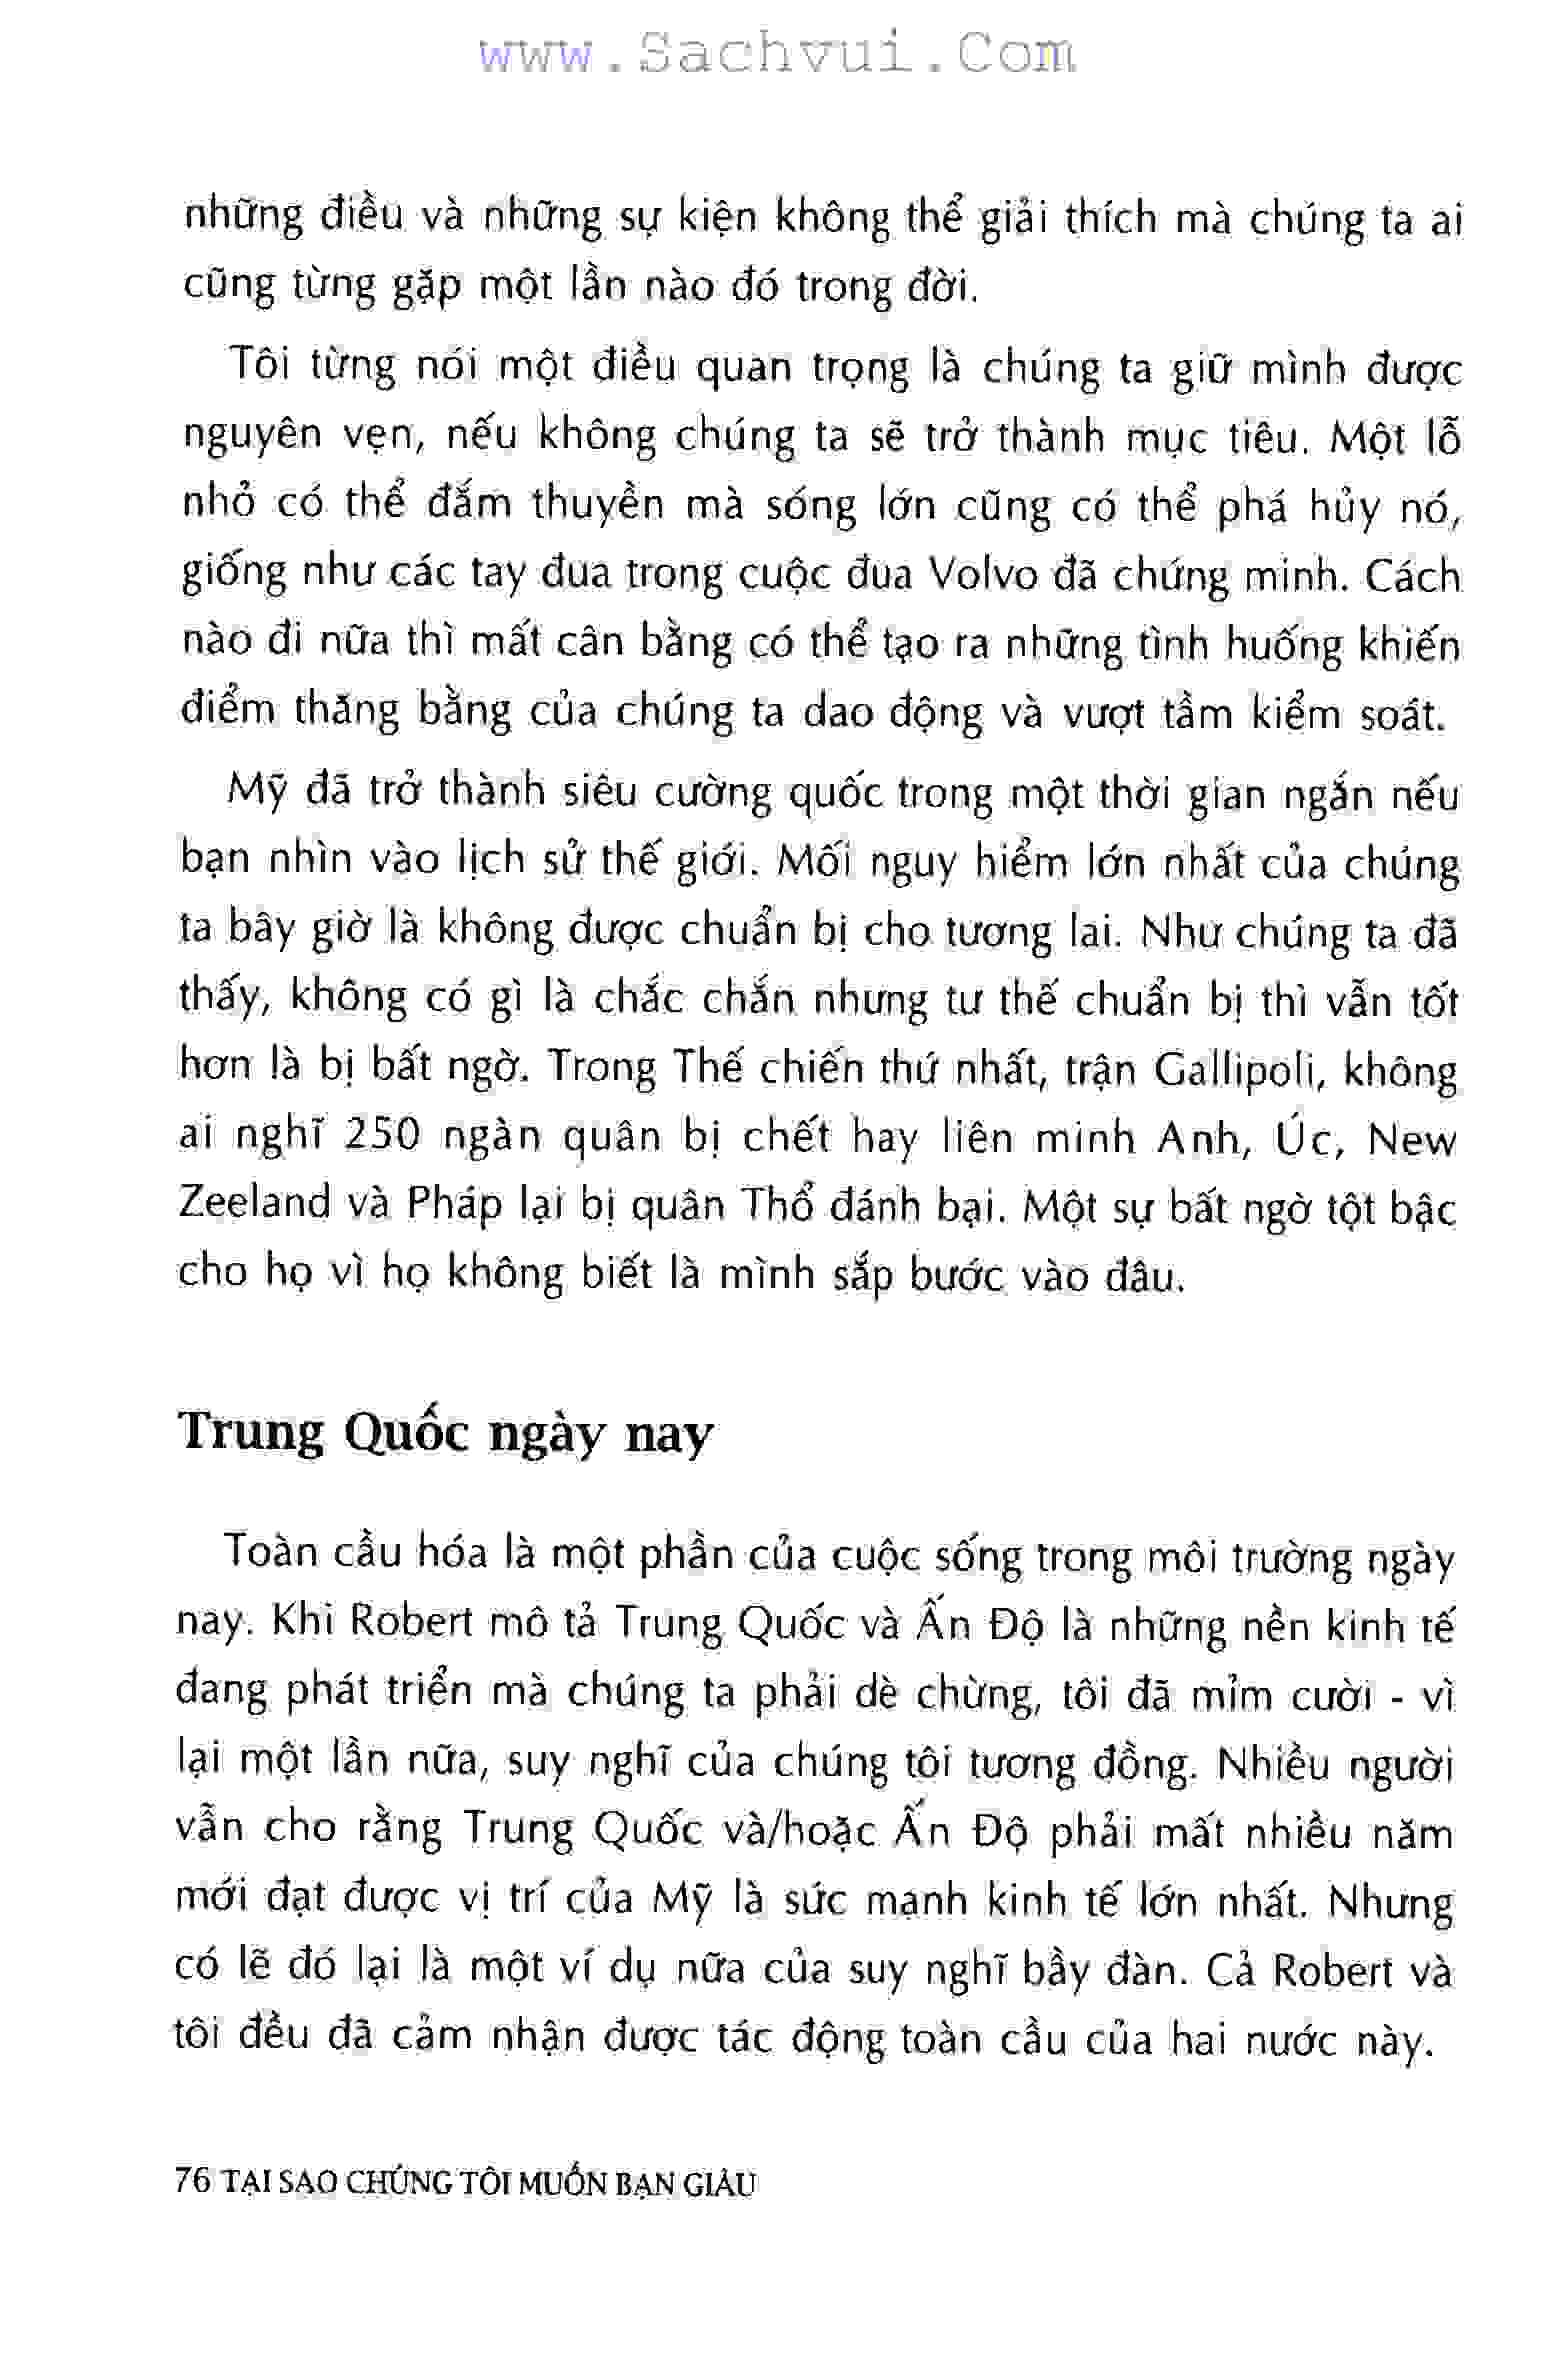 www.Sachvui.Com
những điều và những sự kiện không thể giải thích mà chúng ta ai
cũng từng gặp một lần nào đó trong đời.
Tôi từng nói một điều quan trọng là chúng ta giữ mình được
nguyên vẹn, nếu không chúng ta sẽ trở thành mục tiêu. Một lỗ
nhỏ có thể đắm thuyền mà sóng lớn cũng có thể phá hủy nó,
giống như các tay đua trong cuộc đua Volvo đã chứng minh. Cách
nào đi nữa thì mất cân bằng có thể tạo ra những tình huống khiến
điểm thăng bằng của chúng ta dao động và vượt tầm kiểm soát.
Mỹ đã trở thành siêu cường quốc trong một thời gian ngắn nếu
bạn nhìn vào lịch sử thế giới. Mối nguy hiểm lớn nhất của chúng
ta bây giờ là không được chuẩn bị cho tương lai. Như chúng ta đã
thấy, không có gì là chắc chắn nhưng tư thế chuẩn bị thì vẫn tốt
hơn là bị bất ngờ. Trong Thế chiến thứ nhất, trận Gallipoli, không
ai nghĩ 250 ngàn quân bị chết hay liên minh Anh, Úc, New
Zeeland và Pháp lại bị quân Thổ đánh bại. Một sự bất ngờ tột bậc
cho họ vì họ không biết là mình sắp bước vào đâu.
Trung Quốc ngày nay
Toàn cầu hóa là một phần của cuộc sống trong môi trường ngày
nay. Khi Robert mô tả Trung Quốc và Ấn Độ là những nền kinh tế
đang phát triển mà chúng ta phải dè chừng, tôi đã mỉm cười - vì
lại một lần nữa, suy nghĩ của chúng tôi tương đồng. Nhiều người
vẫn cho rằng Trung Quốc và/hoặc Ấn Độ phải mất nhiều năm
mới đạt được vị trí của Mỹ là sức mạnh kinh tế lớn nhất. Nhưng
có lẽ đó lại là một ví dụ nữa của suy nghĩ bầy đàn. Cả Robert và
tôi đều đã cảm nhận được tác động toàn cầu của hai nước này.
76 TẠI SAO CHÚNG TÔI MUỐN BẠN GIÀU